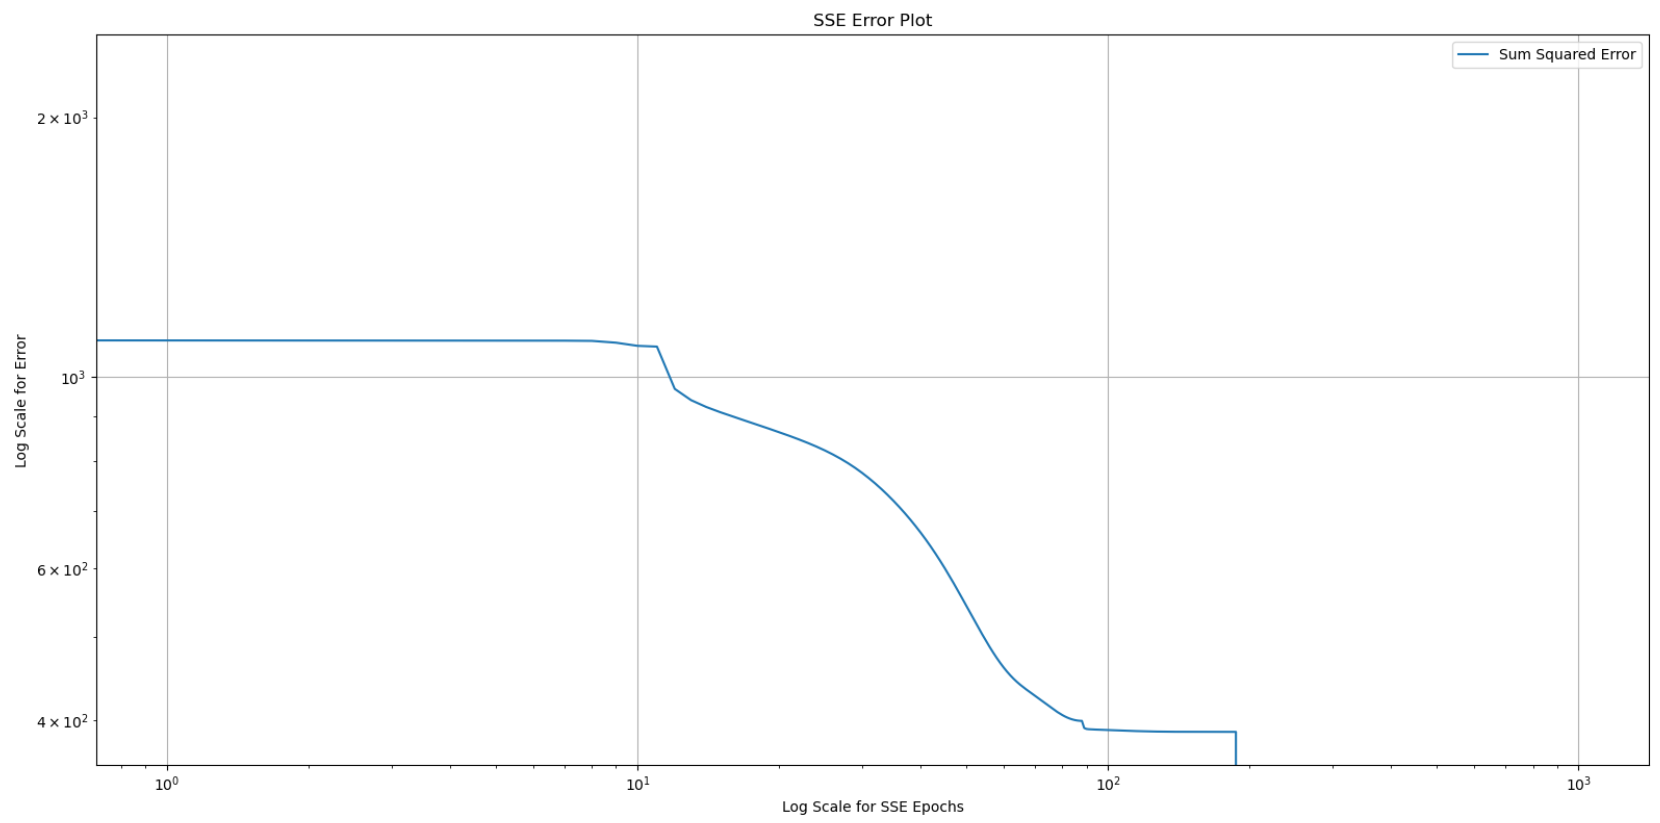 SSE Error Plot
Sum Squared Error
2 × 10³
10³
6 × 10²
4 × 10²
Log Scale for Error
10⁰ 10¹ 10² 10³
Log Scale for SSE Epochs